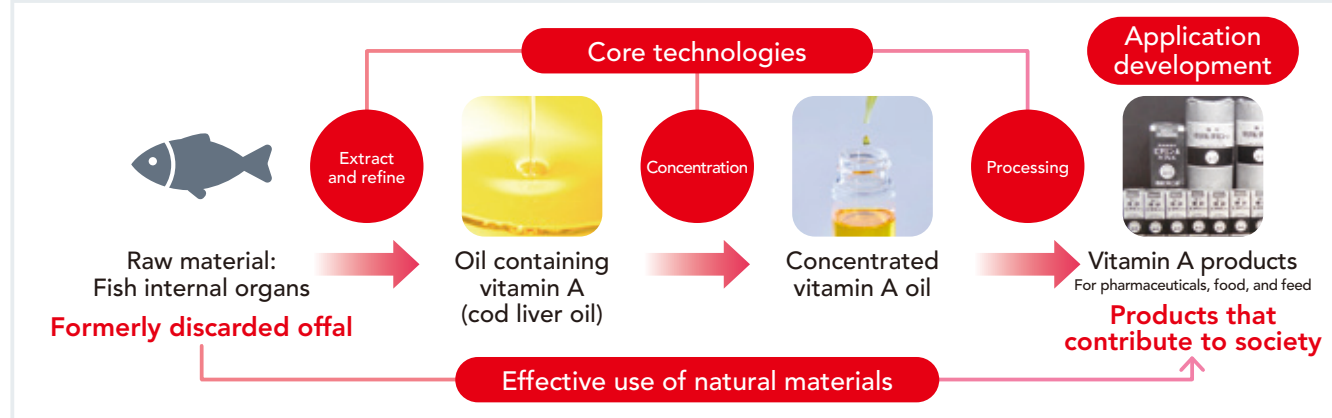 Core technologies
Application
development
Extract
and refine
Concentration
Processing
Raw material:
Fish internal organs
Formerly discarded offal
Oil containing
vitamin A
(cod liver oil)
Concentrated
vitamin A oil
Vitamin A products
For pharmaceuticals, food, and feed
Products that
contribute to society
Effective use of natural materials